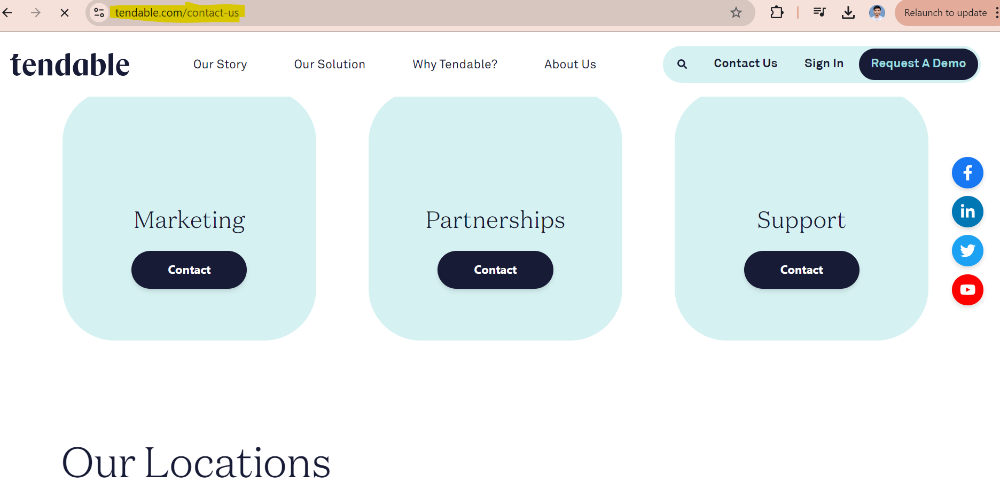 tendable.com/contact-us
Relaunch to update
tendable
Our Story
Our Solution
Why Tendable?
About Us
Contact Us
Sign In
Request A Demo
Marketing
Contact
Partnerships
Contact
Support
Contact
f
in
Our Locations